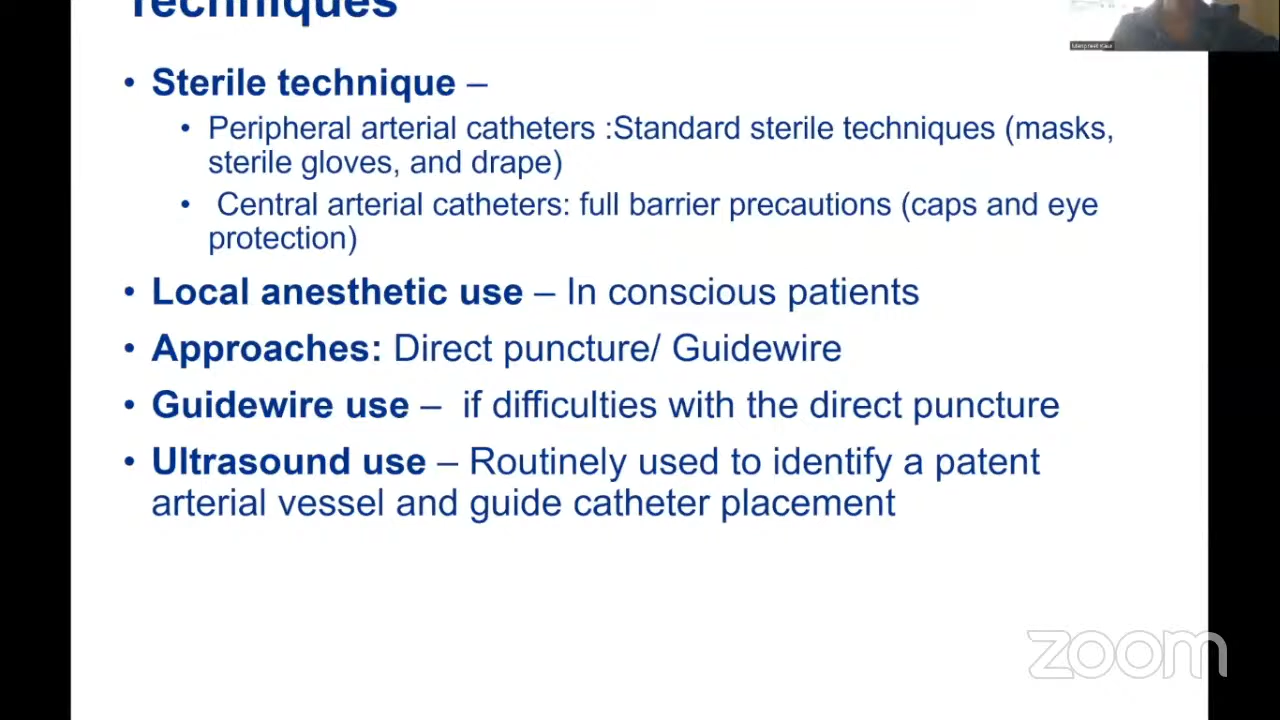 Techniques
• Sterile technique –
• Peripheral arterial catheters :Standard sterile techniques (masks,
sterile gloves, and drape)
• Central arterial catheters: full barrier precautions (caps and eye
protection)
• Local anesthetic use – In conscious patients
• Approaches: Direct puncture/ Guidewire
• Guidewire use – if difficulties with the direct puncture
• Ultrasound use – Routinely used to identify a patent
arterial vessel and guide catheter placement
zoom